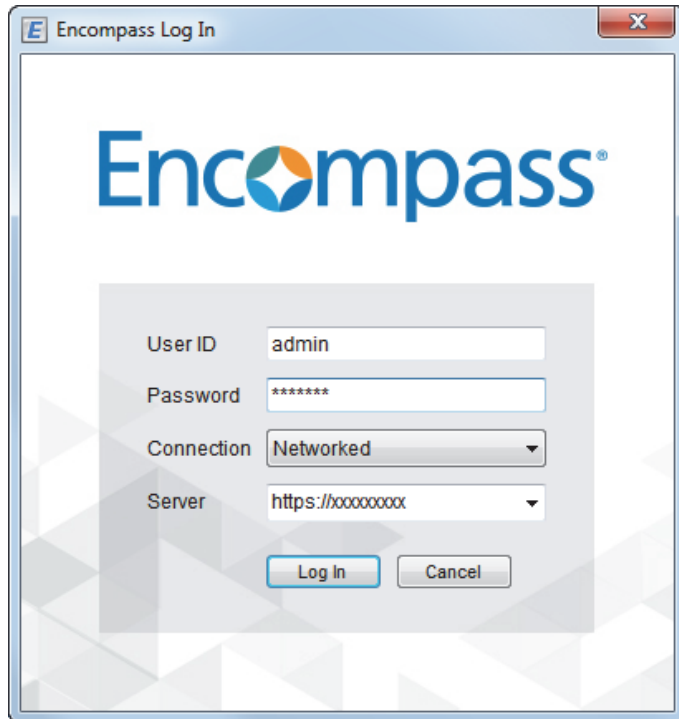 Encompass Log In
Encompass®
User ID admin
Password *******
Connection Networked
Server https://xxxxxxxxx
Log In Cancel